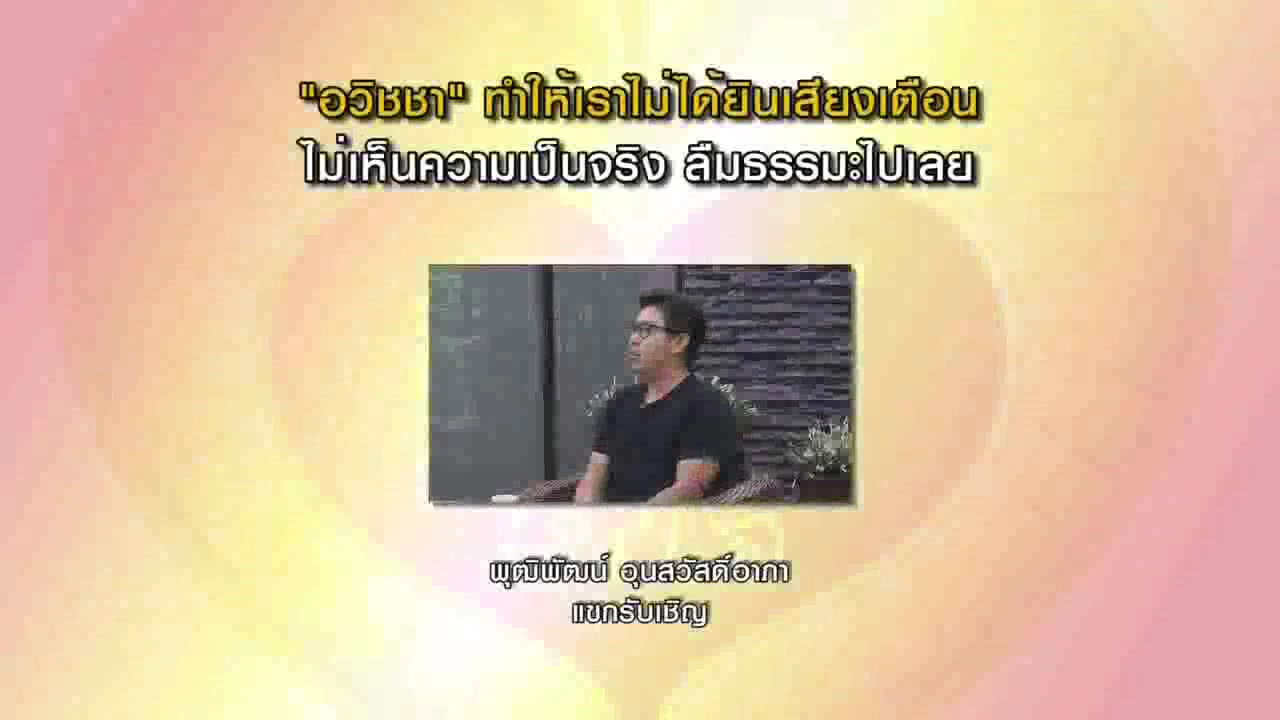 "อวิชชา" ทำให้เราไม่ได้ยินเสียงเตือน
ไม่เห็นความเป็นจริง ลืมธรรมะไปเลย
พุฒิพัฒน์ อุนสวัสดิ์อาภา
แขกรับเชิญ